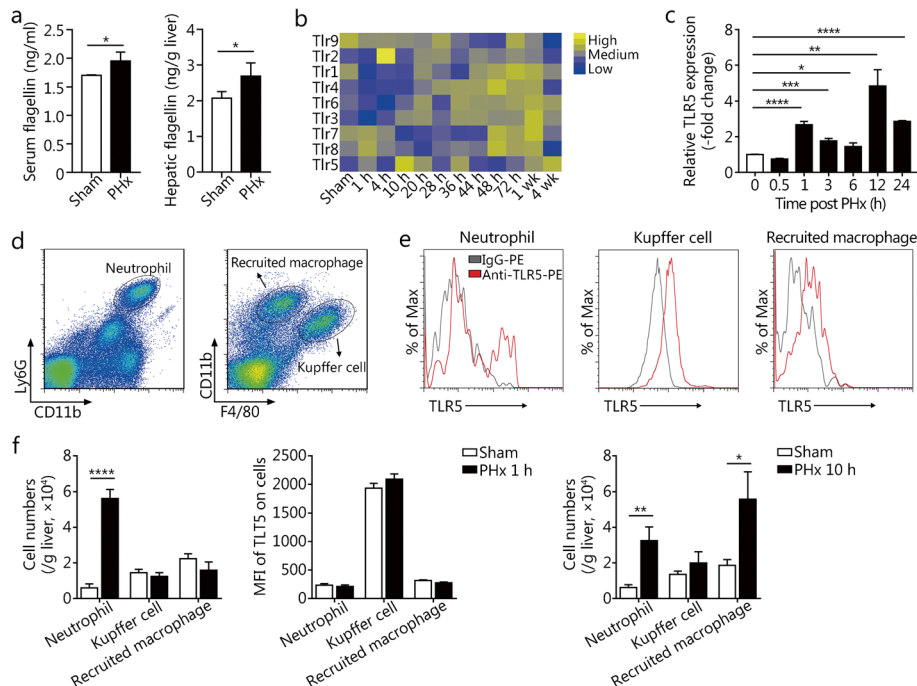 a
Serum flagellin (ng/ml)
2.5
2.0
1.5
1.0
0.5
0
*
Sham
PHx
Hepatic flagellin (ng/g liver)
4
3
2
1
0
*
Sham
PHx
b
Tlr9
Tlr2
Tlr1
Tlr4
Tlr6
Tlr3
Tlr7
Tlr8
Tlr5
Sham
1 h
4 h
10 h
20 h
28 h
36 h
44 h
48 h
72 h
1 wk
4 wk
High
Medium
Low
c
Relative TLR5 expression
(-fold change)
8
6
4
2
0
****
**
*
***
****
0 0.5 1 3 6 12 24
Time post PHx (h)
d
Neutrophil
Ly6G
CD11b
Recruited macrophage
Kupffer cell
CD11b
F4/80
e
Neutrophil
IgG-PE
Anti-TLR5-PE
% of Max
TLR5
Kupffer cell
% of Max
TLR5
Recruited macrophage
% of Max
TLR5
f
Cell numbers
(/g liver, ×10⁴)
8
6
4
2
0
****
Neutrophil
Kupffer cell
Recruited macrophage
Sham
PHx 1 h
MFI of TLT5 on cells
2500
2000
1500
1000
500
0
Neutrophil
Kupffer cell
Recruited macrophage
Sham
PHx 10 h
Cell numbers
(/g liver, ×10⁴)
8
6
4
2
0
**
*
Neutrophil
Kupffer cell
Recruited macrophage